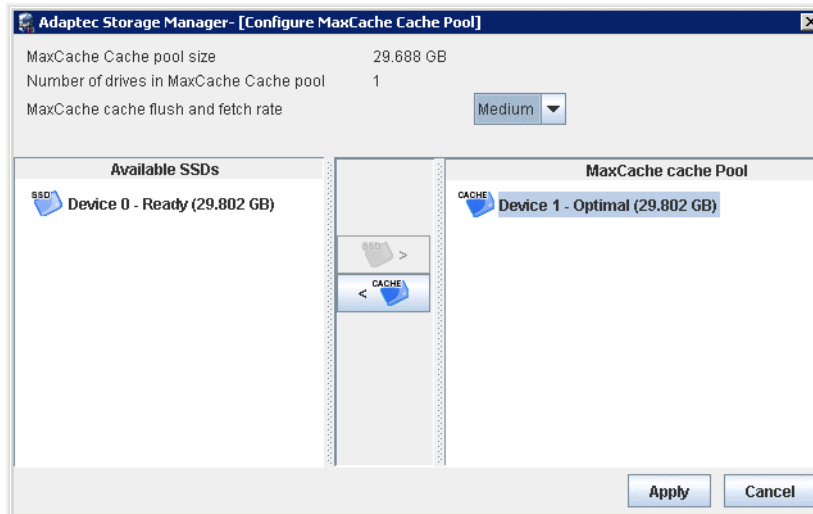 Adaptec Storage Manager- [Configure MaxCache Cache Pool]
MaxCache Cache pool size 29.688 GB
Number of drives in MaxCache Cache pool 1
MaxCache cache flush and fetch rate Medium
Available SSDs
MaxCache cache Pool
SSD Device 0 - Ready (29.802 GB)
CACHE Device 1 - Optimal (29.802 GB)
SSD >
< CACHE
Apply Cancel